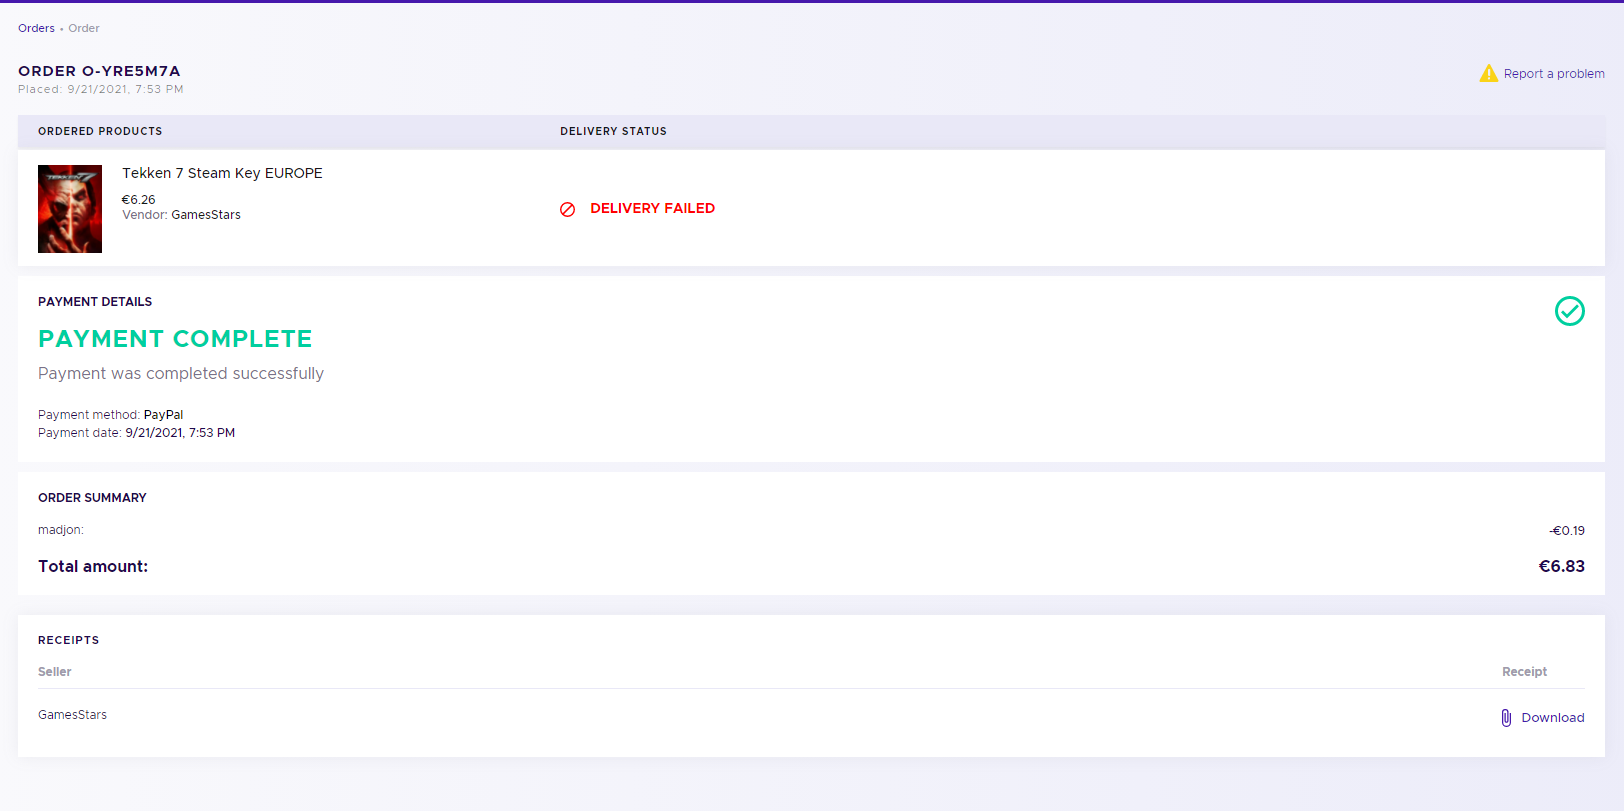 Orders • Order
ORDER O-YRE5M7A
Placed: 9/21/2021, 7:53 PM
Report a problem
ORDERED PRODUCTS
DELIVERY STATUS
TEKKEN 7
Tekken 7 Steam Key EUROPE
€6.26
Vendor: GamesStars
DELIVERY FAILED
PAYMENT DETAILS
PAYMENT COMPLETE
Payment was completed successfully
Payment method: PayPal
Payment date: 9/21/2021, 7:53 PM
ORDER SUMMARY
madjon: -€0.19
Total amount: €6.83
RECEIPTS
Seller Receipt
GamesStars Download